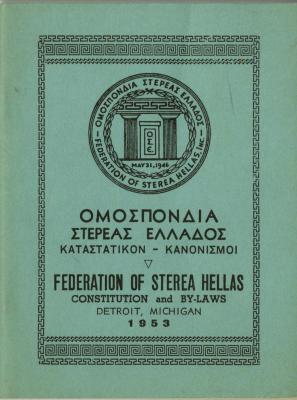 ΟΜΟΣΠΟΝΔΙΑ ΣΤΕΡΕΑΣ ΕΛΛΑΔΟΣ
Ο.Σ.Ε.
MAY 31, 1946
FEDERATION OF STEREA HELLAS, Inc.
ΟΜΟΣΠΟΝΔΙΑ
ΣΤΕΡΕΑΣ ΕΛΛΑΔΟΣ
ΚΑΤΑΣΤΑΤΙΚΟΝ - ΚΑΝΟΝΙΣΜΟΙ
FEDERATION OF STEREA HELLAS
CONSTITUTION and BY-LAWS
DETROIT, MICHIGAN
1953